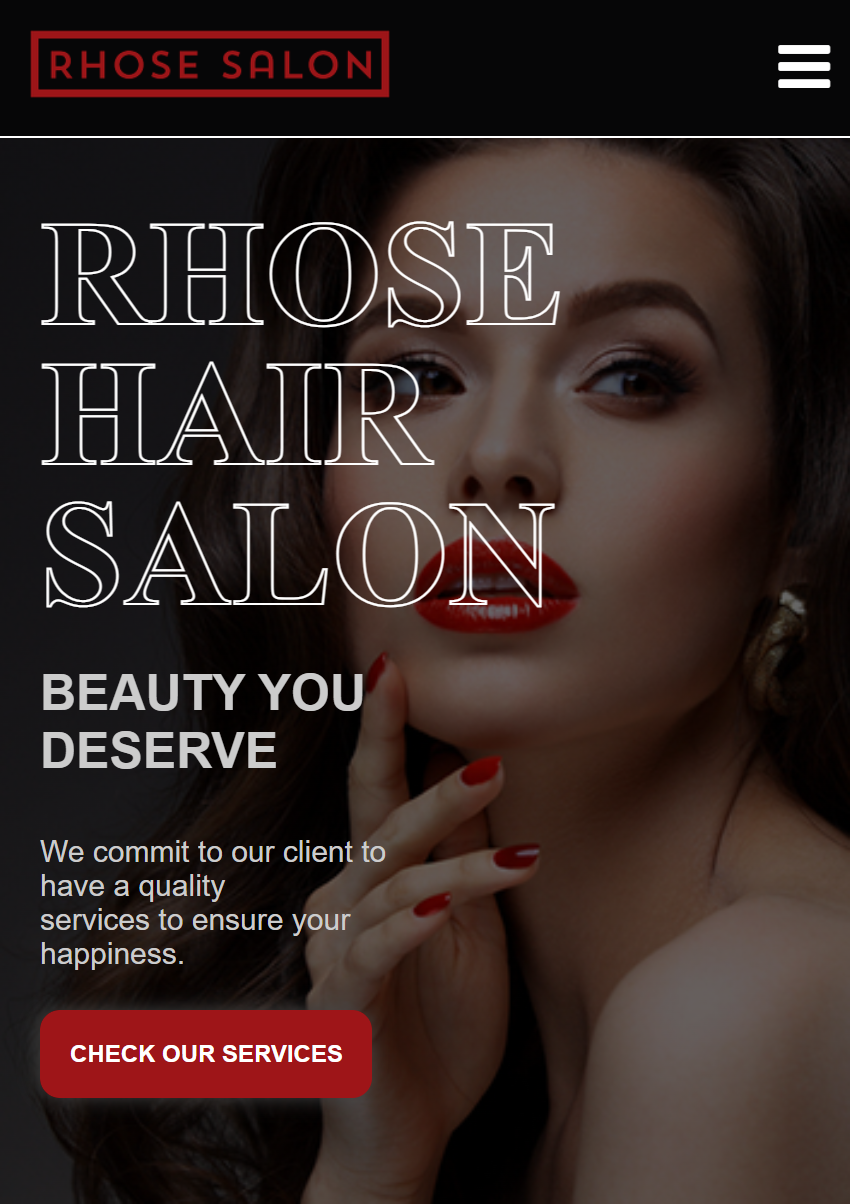 RHOSE SALON
RHOSE
HAIR
SALON
BEAUTY YOU
DESERVE
We commit to our client to
have a quality
services to ensure your
happiness.
CHECK OUR SERVICES